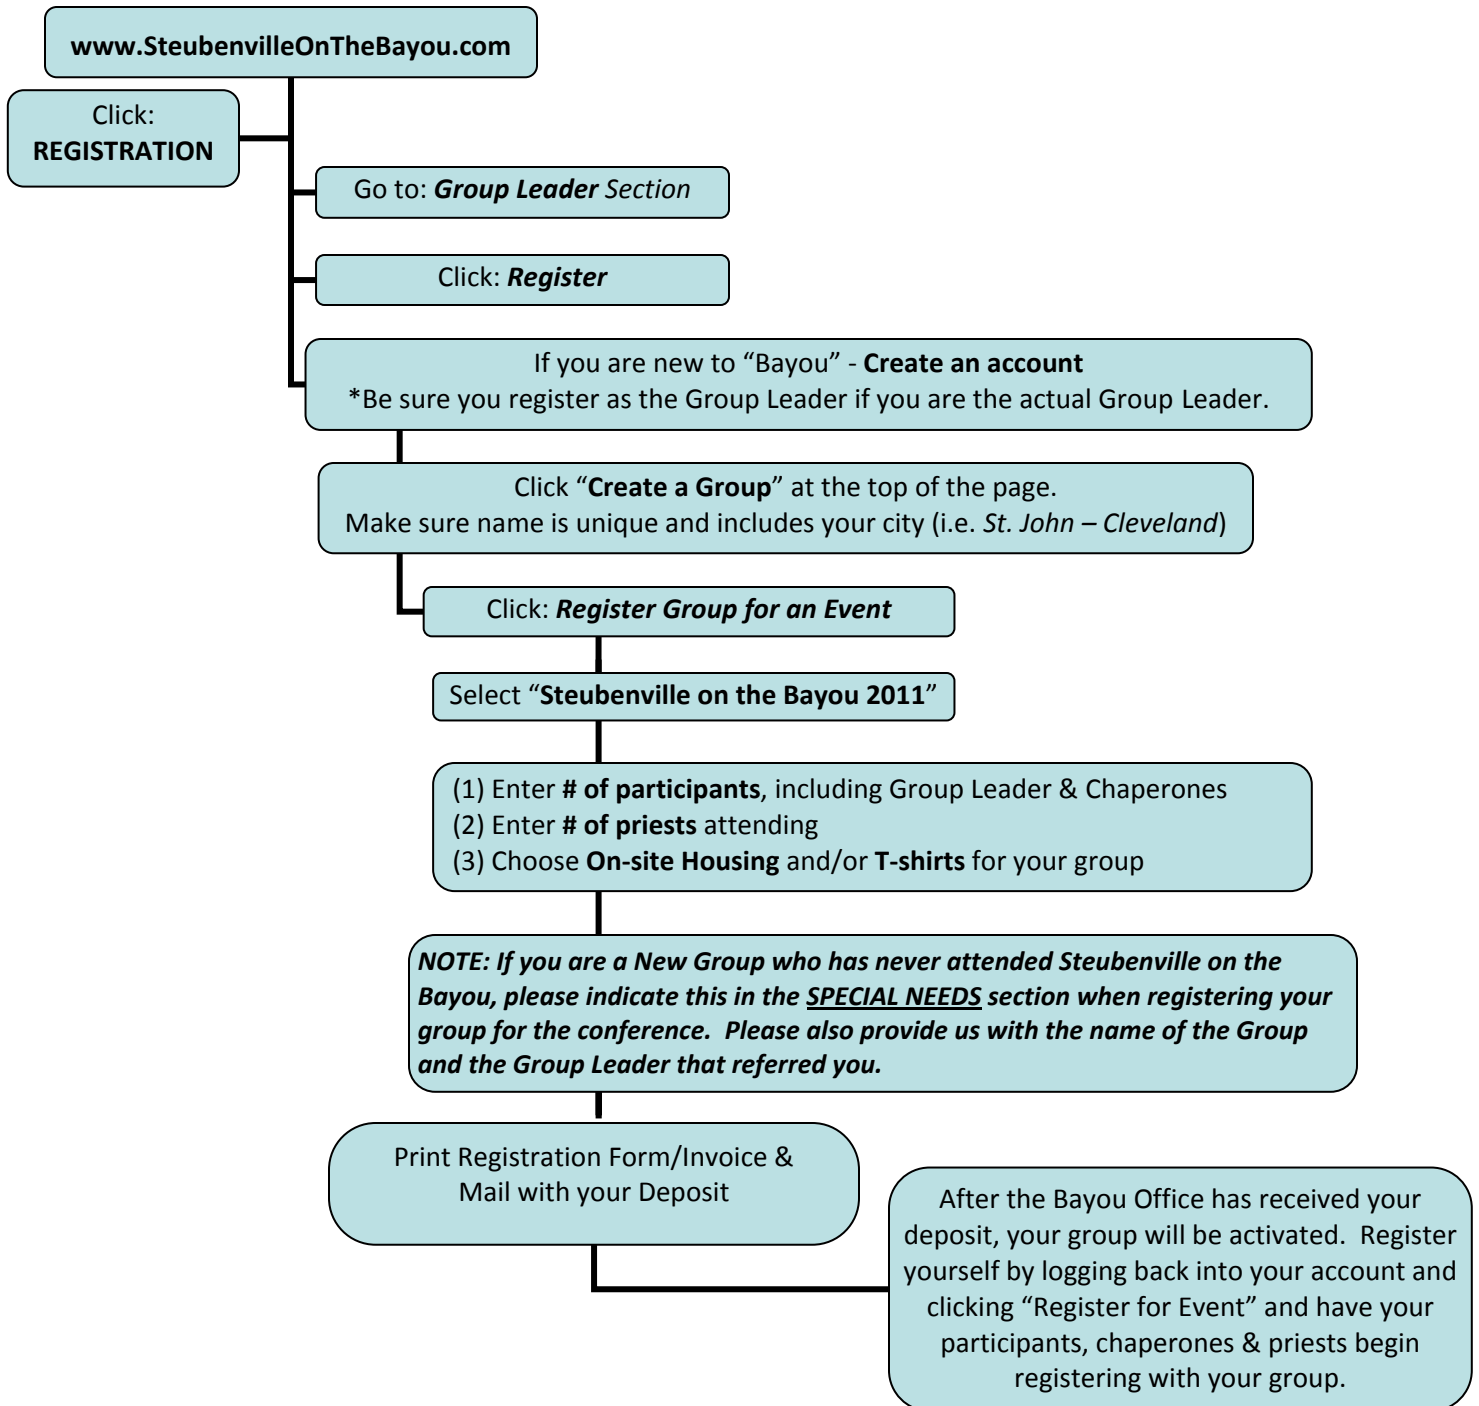 www.SteubenvilleOnTheBayou.com
Click:
REGISTRATION
Go to: Group Leader Section
Click: Register
If you are new to “Bayou” - Create an account
*Be sure you register as the Group Leader if you are the actual Group Leader.
Click “Create a Group” at the top of the page.
Make sure name is unique and includes your city (i.e. St. John – Cleveland)
Click: Register Group for an Event
Select “Steubenville on the Bayou 2011”
(1) Enter # of participants, including Group Leader & Chaperones
(2) Enter # of priests attending
(3) Choose On-site Housing and/or T-shirts for your group
NOTE: If you are a New Group who has never attended Steubenville on the
Bayou, please indicate this in the SPECIAL NEEDS section when registering your
group for the conference.  Please also provide us with the name of the Group
and the Group Leader that referred you.
Print Registration Form/Invoice &
Mail with your Deposit
After the Bayou Office has received your
deposit, your group will be activated.  Register
yourself by logging back into your account and
clicking “Register for Event” and have your
participants, chaperones & priests begin
registering with your group.